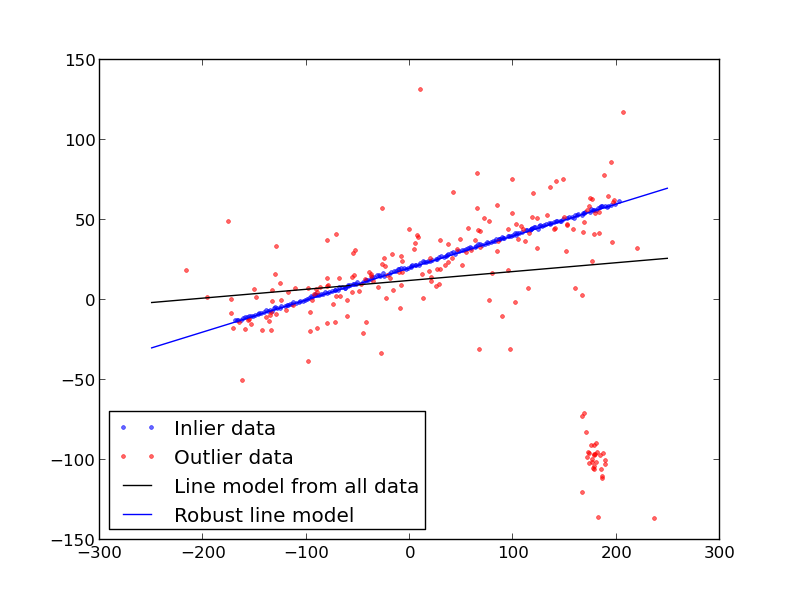 150
100
50
0
−50
−100
−150
Inlier data
Outlier data
Line model from all data
Robust line model
−300 −200 −100 0 100 200 300